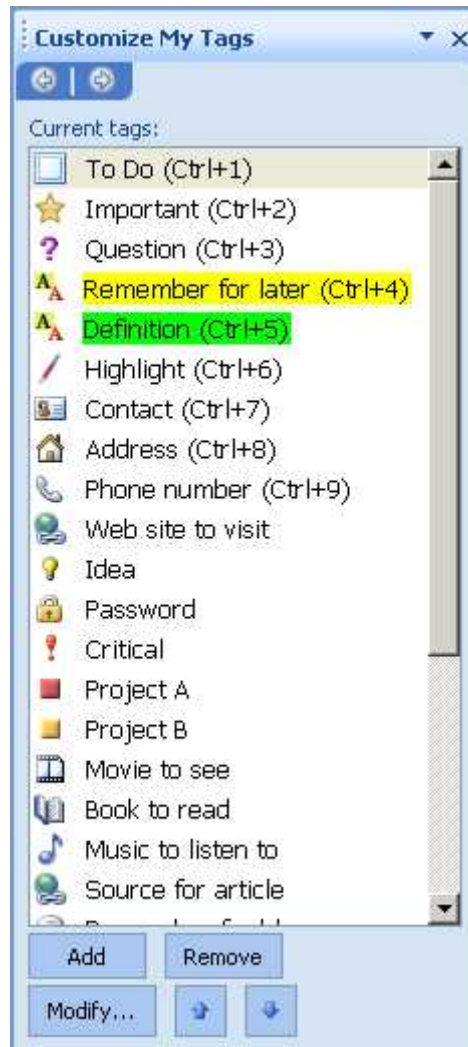 Customize My Tags
Current tags:
To Do (Ctrl+1)
Important (Ctrl+2)
Question (Ctrl+3)
Remember for later (Ctrl+4)
Definition (Ctrl+5)
Highlight (Ctrl+6)
Contact (Ctrl+7)
Address (Ctrl+8)
Phone number (Ctrl+9)
Web site to visit
Idea
Password
Critical
Project A
Project B
Movie to see
Book to read
Music to listen to
Source for article
Add Remove
Modify...